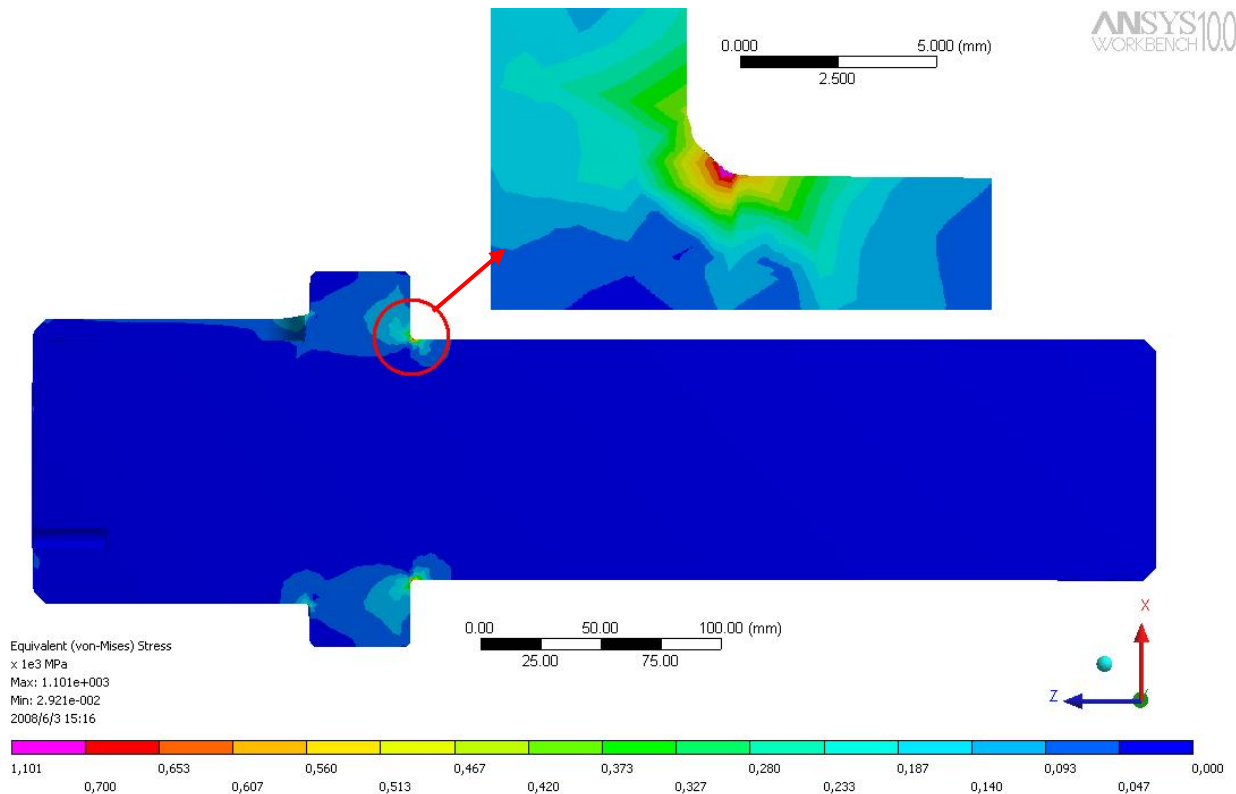 ANSYS 10.0
WORKBENCH
0.000 5.000 (mm)
2.500
0.00 50.00 100.00 (mm)
25.00 75.00
Equivalent (von-Mises) Stress
x 1e3 MPa
Max: 1.101e+003
Min: 2.921e-002
2008/6/3 15:16
X
Z
1,101 0,653 0,560 0,467 0,373 0,280 0,187 0,093 0,000
0,700 0,607 0,513 0,420 0,327 0,233 0,140 0,047